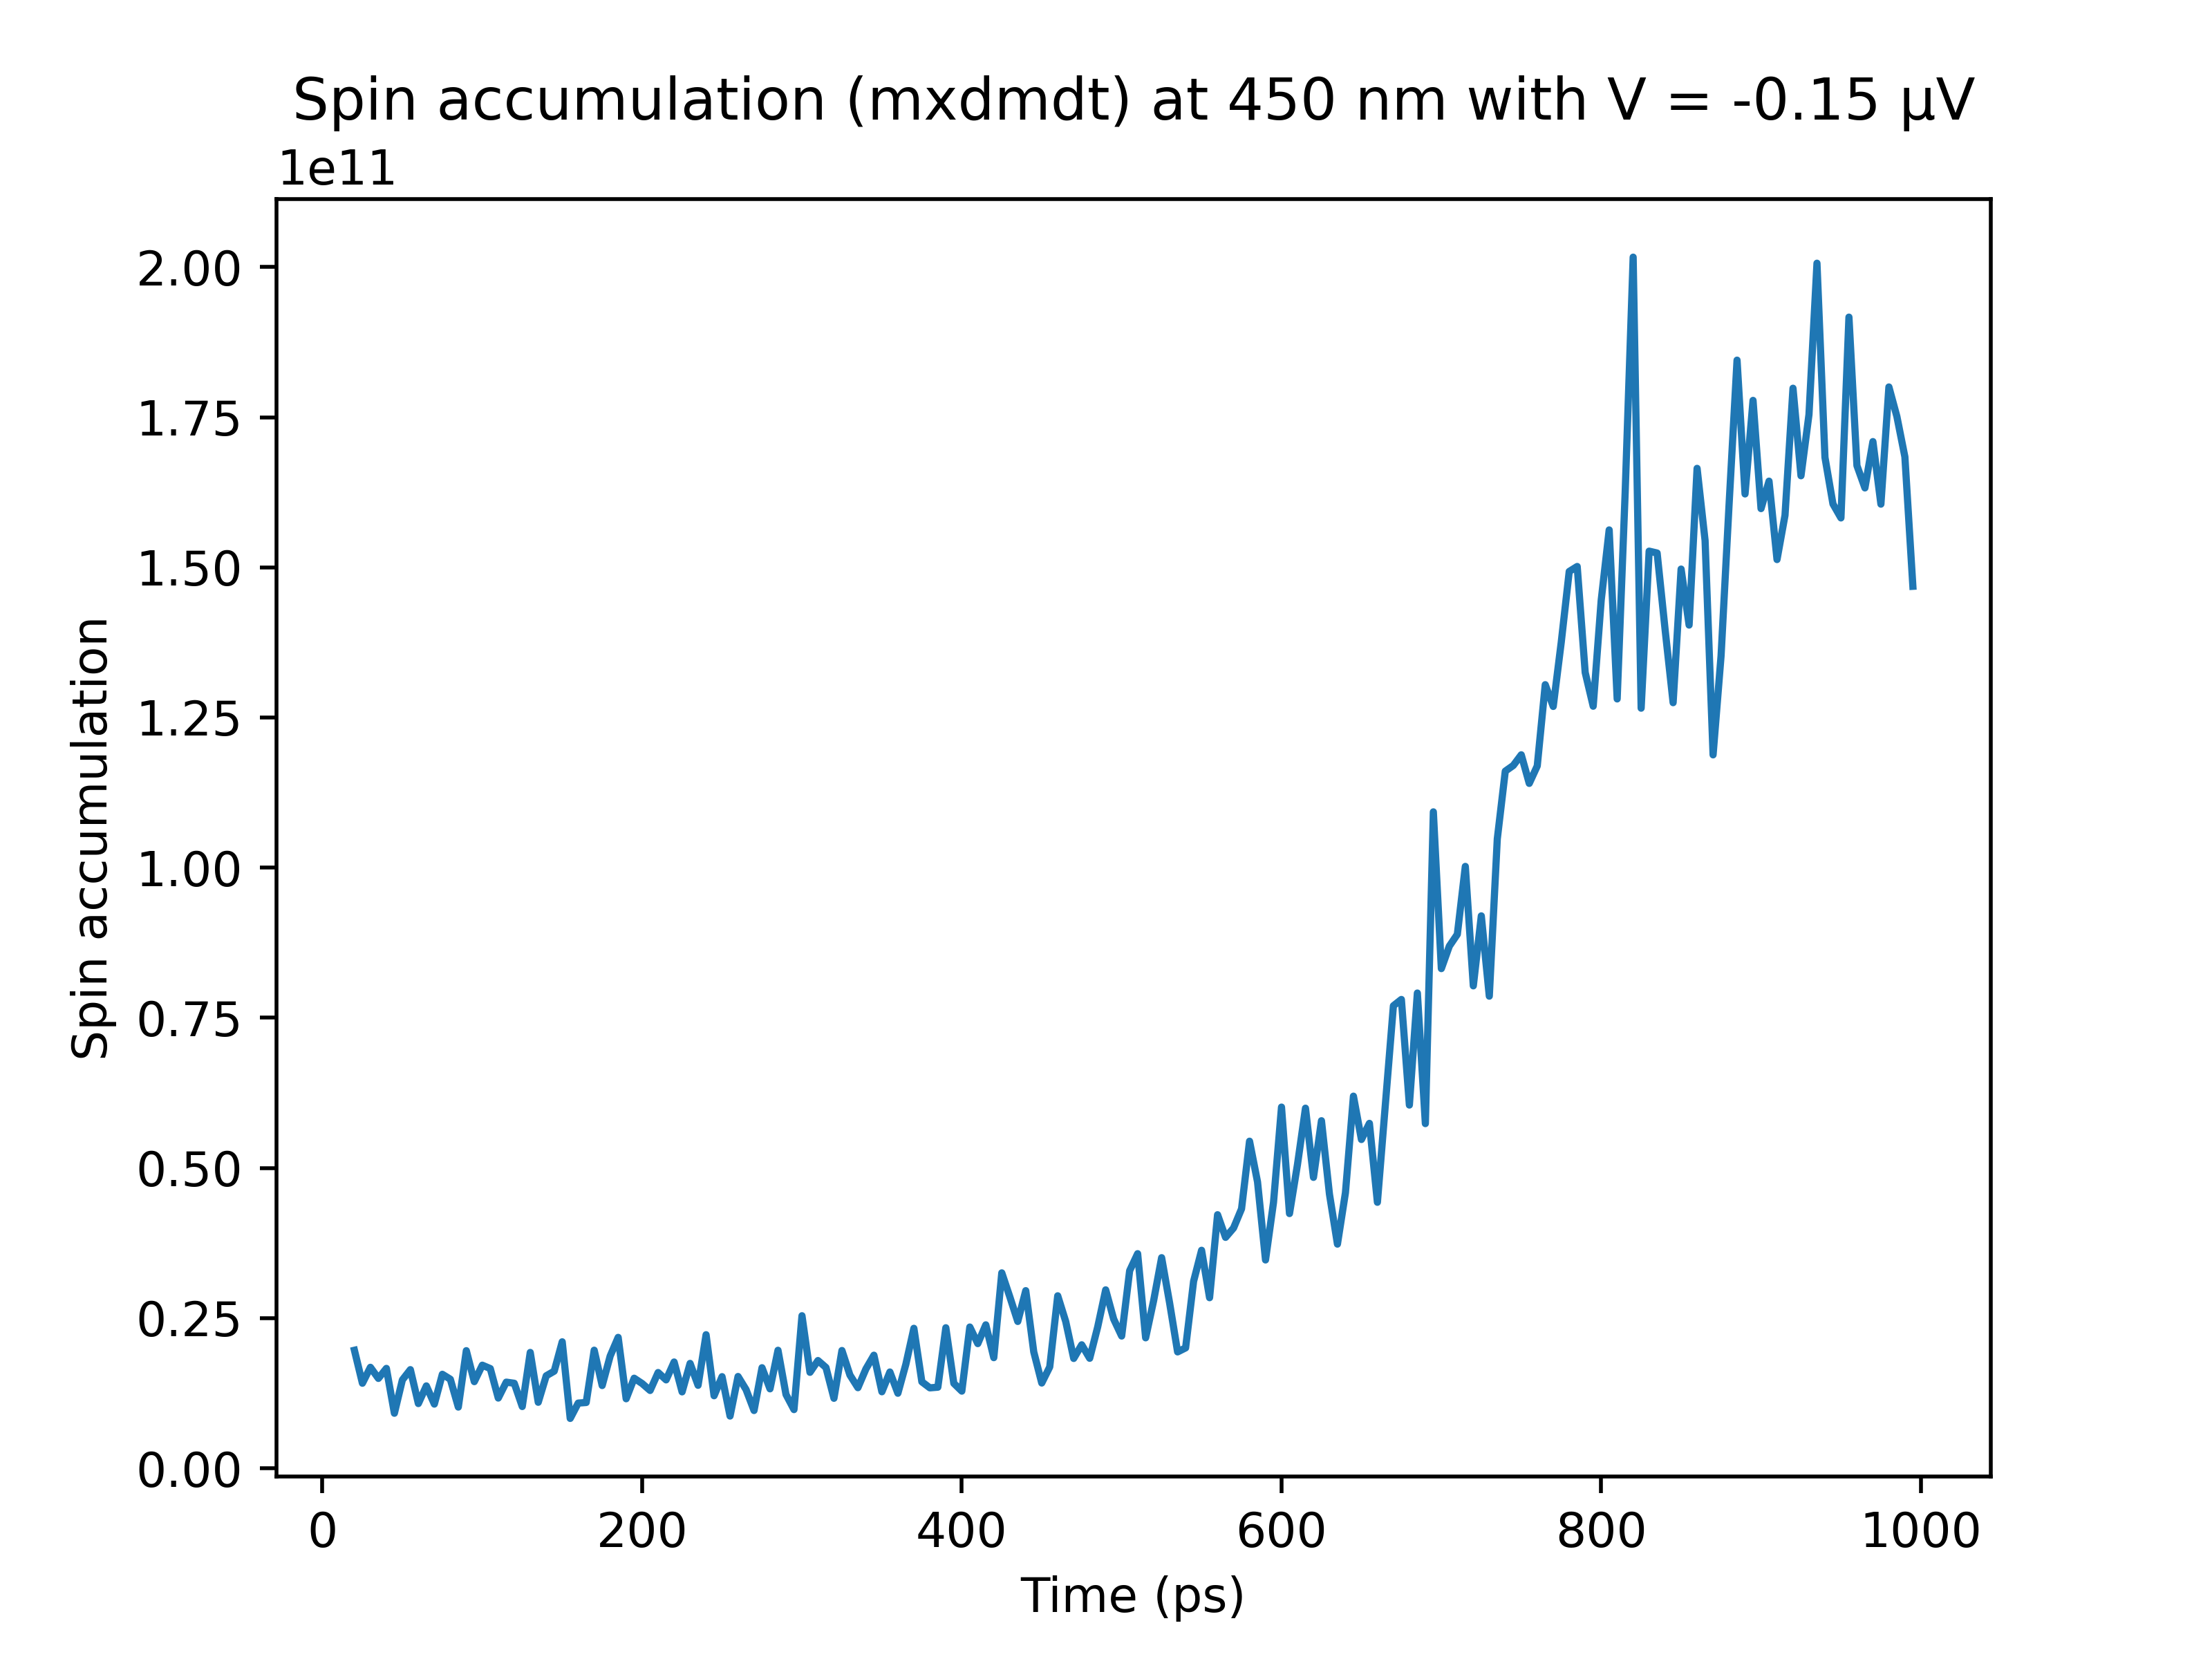 Spin accumulation (mxdmdt) at 450 nm with V = -0.15 μV
1e11
2.00
1.75
1.50
1.25
1.00
0.75
0.50
0.25
0.00
Spin accumulation
0 200 400 600 800 1000
Time (ps)